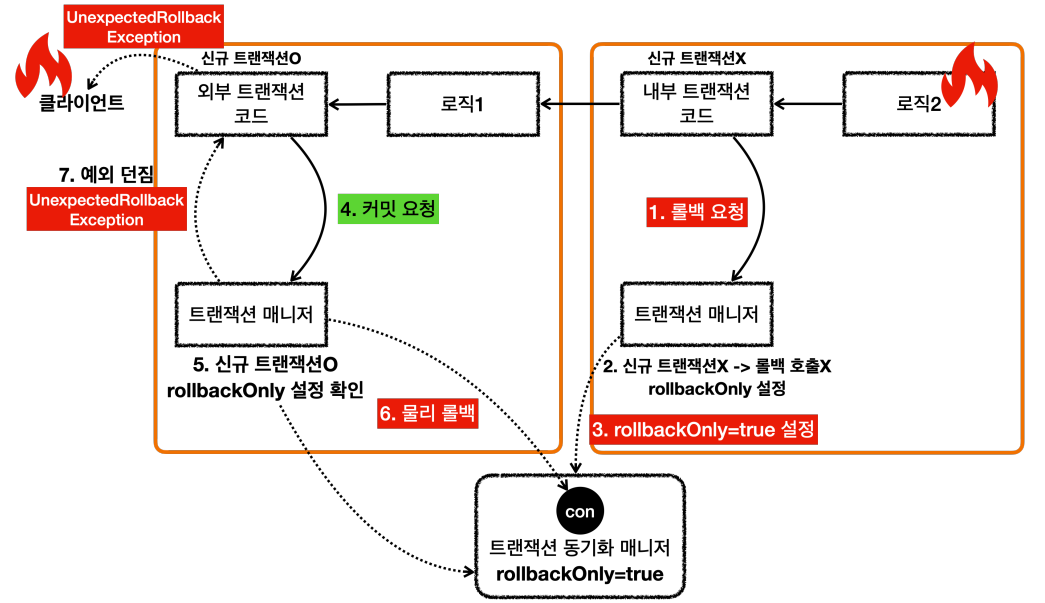 UnexpectedRollback
Exception
클라이언트
신규 트랜잭션O
외부 트랜잭션
코드
로직1
신규 트랜잭션X
내부 트랜잭션
코드
로직2
7. 예외 던짐
UnexpectedRollback
Exception
4. 커밋 요청
1. 롤백 요청
트랜잭션 매니저
5. 신규 트랜잭션O
rollbackOnly 설정 확인
6. 물리 롤백
트랜잭션 매니저
2. 신규 트랜잭션X -> 롤백 호출X
rollbackOnly 설정
3. rollbackOnly=true 설정
con
트랜잭션 동기화 매니저
rollbackOnly=true